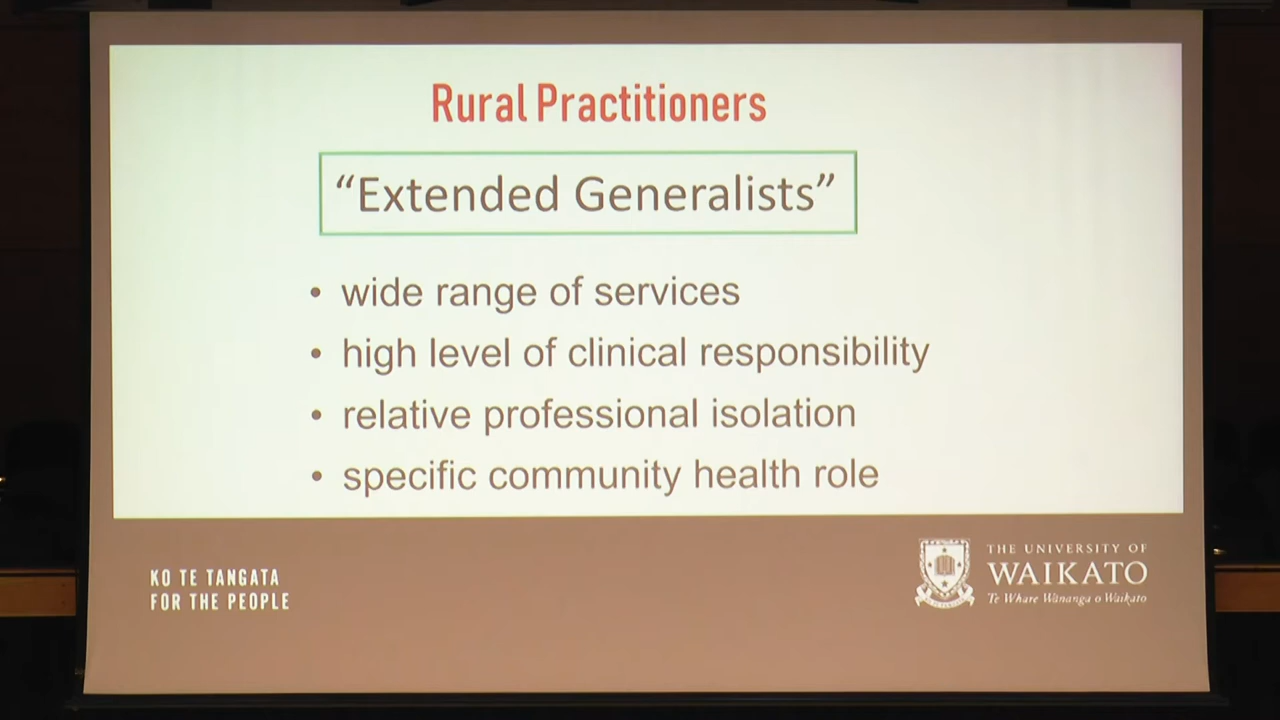 Rural Practitioners
“Extended Generalists”
• wide range of services
• high level of clinical responsibility
• relative professional isolation
• specific community health role
KO TE TANGATA
FOR THE PEOPLE
THE UNIVERSITY OF
WAIKATO
Te Whare Wānanga o Waikato